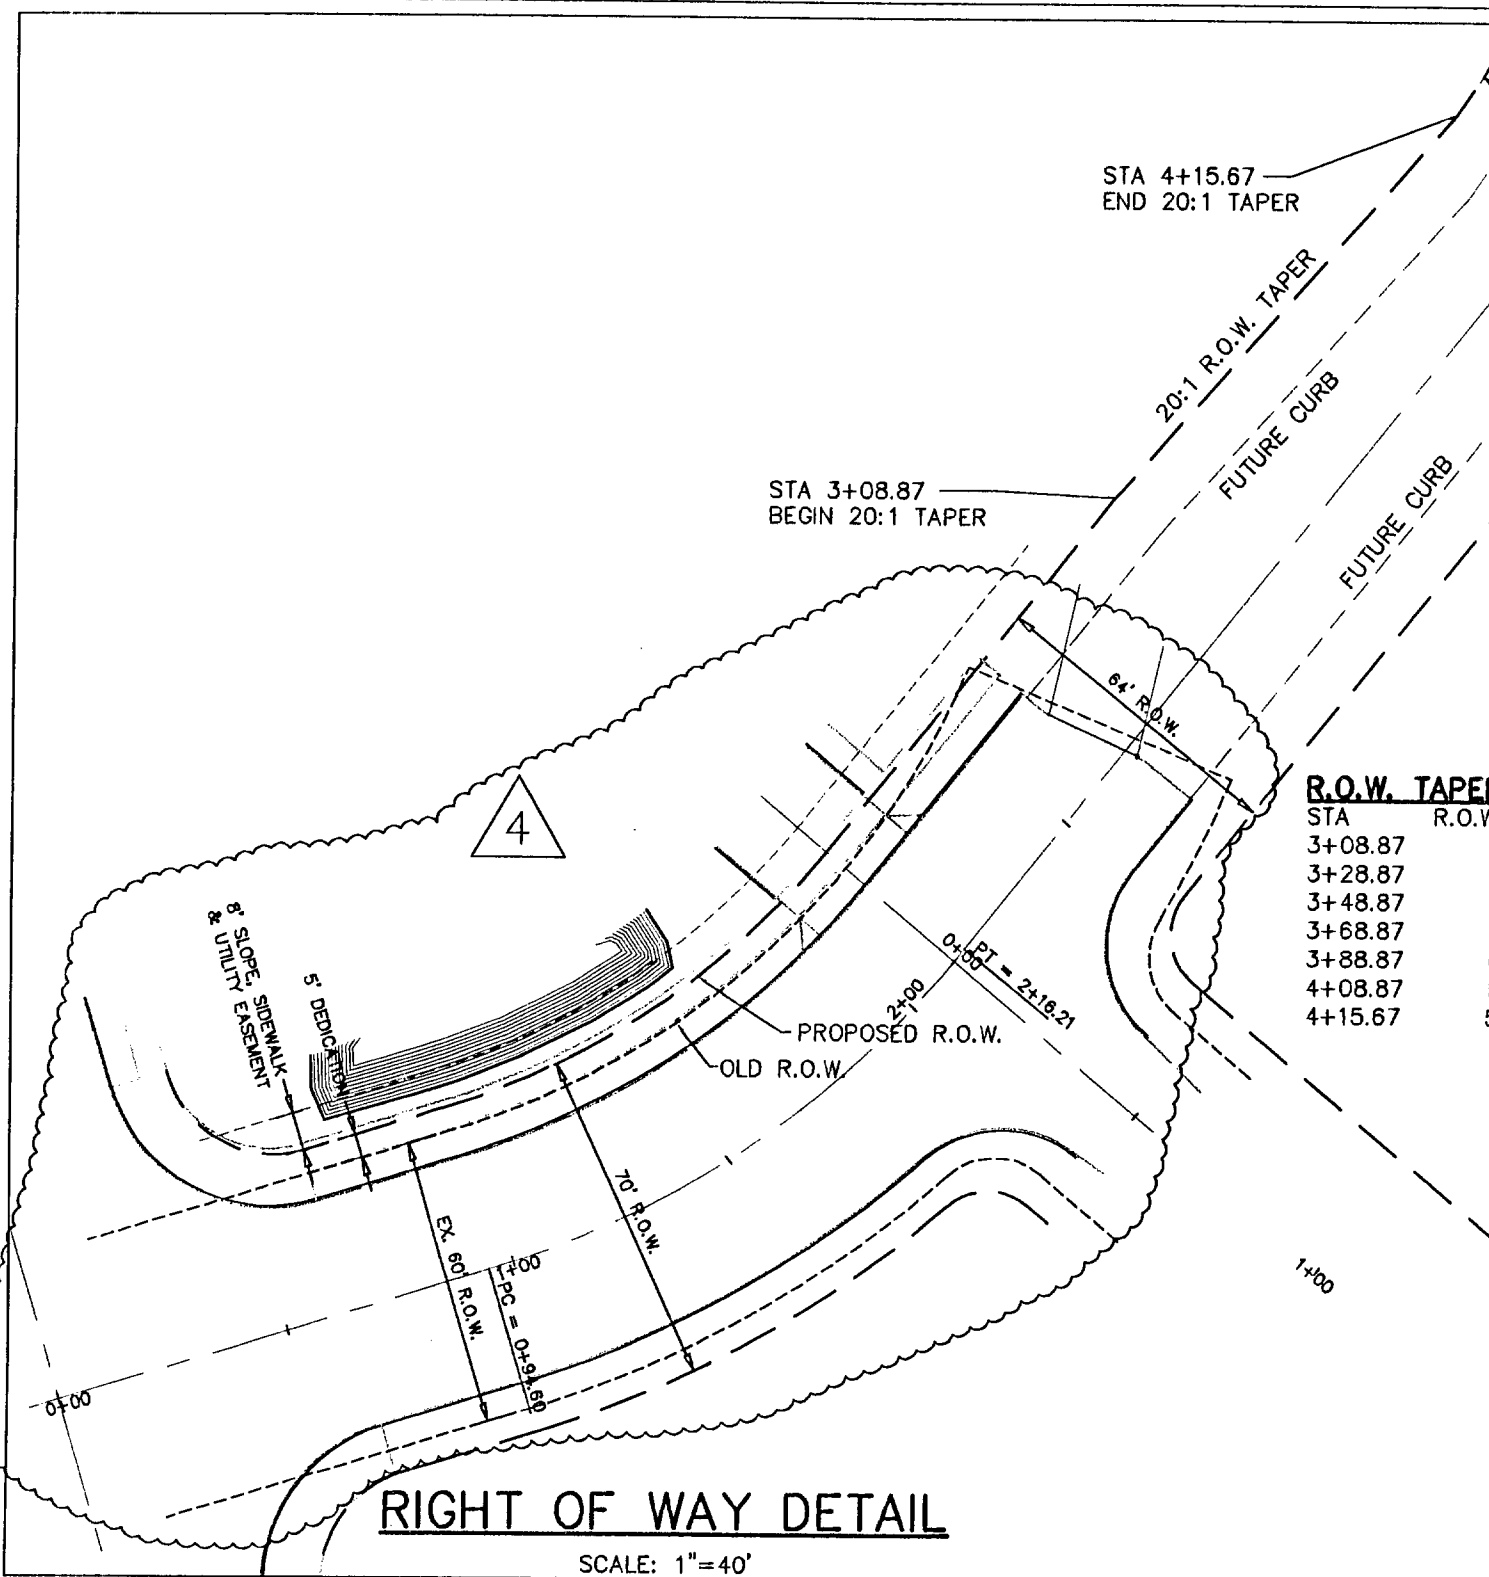 STA 4+15.67
END 20:1 TAPER
20:1 R.O.W. TAPER
FUTURE CURB
FUTURE CURB
STA 3+08.87
BEGIN 20:1 TAPER
64' R.O.W.
4
R.O.W. TAPER
STA R.O.W
3+08.87
3+28.87
3+48.87
3+68.87
3+88.87
4+08.87
4+15.67 5
8' SLOPE, SIDEWALK
& UTILITY EASEMENT
5' DEDICATION
0+00
PT = 2+16.21
2+00
PROPOSED R.O.W.
OLD R.O.W.
70' R.O.W.
EX. 60' R.O.W.
1+00
PC = 0+94.60
0+00
1+00
RIGHT OF WAY DETAIL
SCALE: 1"=40'